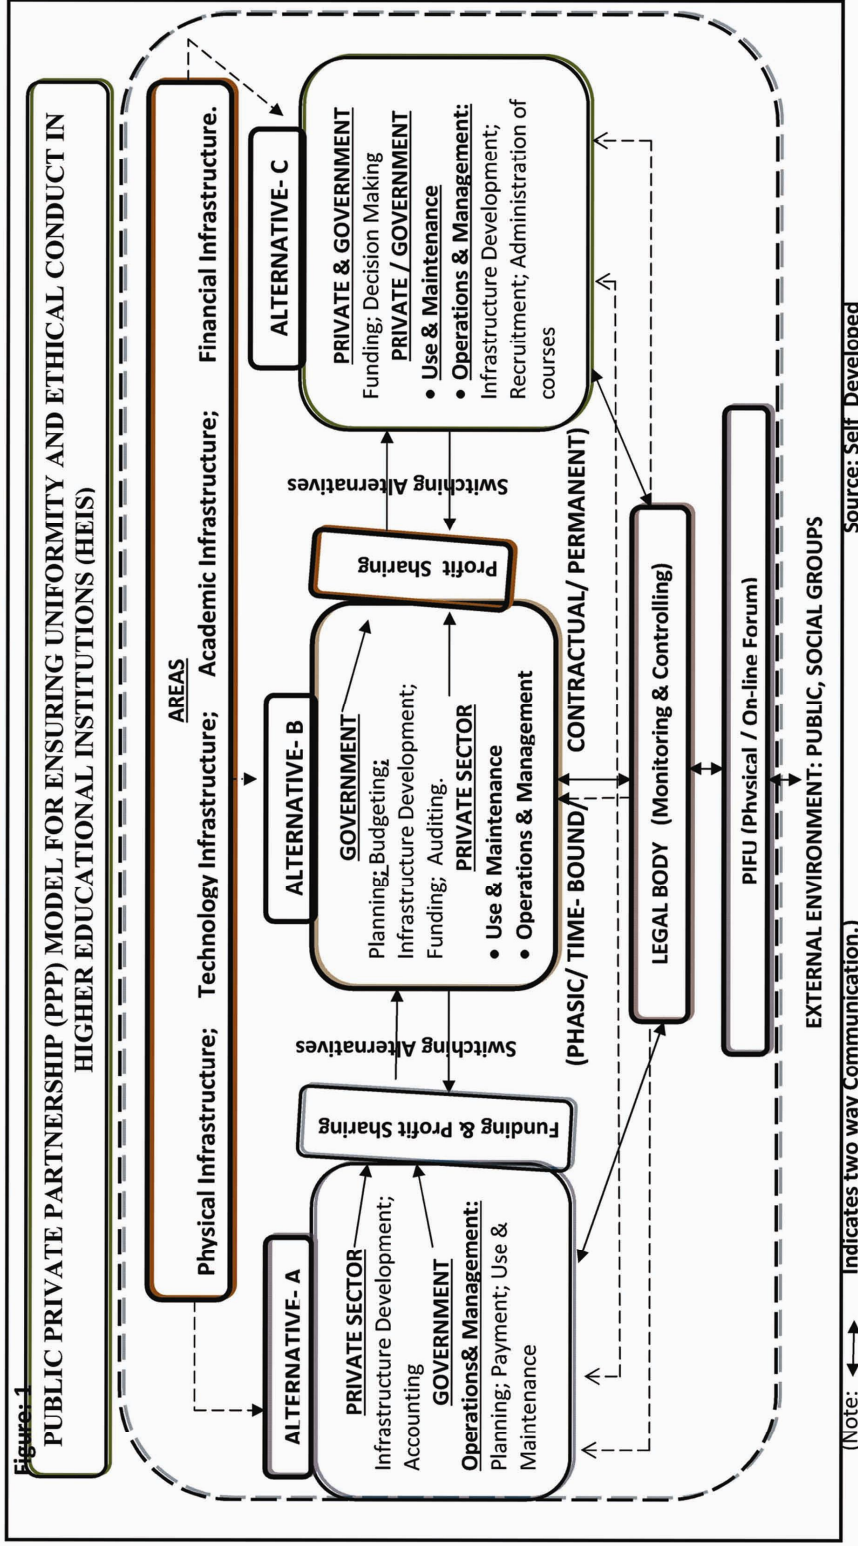 Figure: 1
PUBLIC PRIVATE PARTNERSHIP (PPP) MODEL FOR ENSURING UNIFORMITY AND ETHICAL CONDUCT IN
HIGHER EDUCATIONAL INSTITUTIONS (HEIS)
AREAS
Physical Infrastructure; Technology Infrastructure; Academic Infrastructure; Financial Infrastructure.
ALTERNATIVE- A
PRIVATE SECTOR
Infrastructure Development;
Accounting
GOVERNMENT
Operations& Management:
Planning; Payment; Use &
Maintenance
Funding & Profit Sharing
Switching Alternatives
ALTERNATIVE- B
GOVERNMENT
Planning; Budgeting;
Infrastructure Development;
Funding; Auditing.
PRIVATE SECTOR
• Use & Maintenance
• Operations & Management
Profit Sharing
Switching Alternatives
ALTERNATIVE- C
PRIVATE & GOVERNMENT
Funding; Decision Making
PRIVATE / GOVERNMENT
• Use & Maintenance
• Operations & Management:
Infrastructure Development;
Recruitment; Administration of
courses
(PHASIC/ TIME- BOUND/ CONTRACTUAL/ PERMANENT)
LEGAL BODY (Monitoring & Controlling)
PIFU (Physical / On-line Forum)
EXTERNAL ENVIRONMENT: PUBLIC, SOCIAL GROUPS
(Note: Indicates two way Communication.) Source: Self Developed